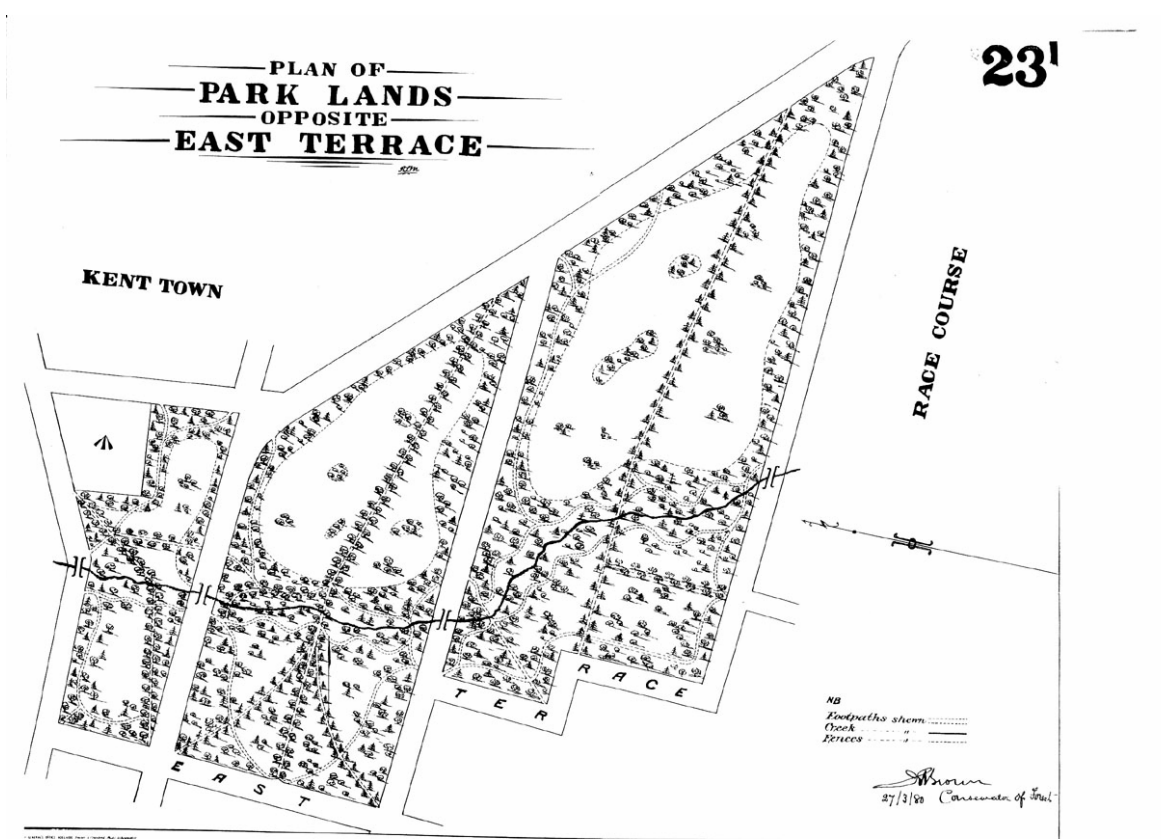 PLAN OF
PARK LANDS
OPPOSITE
EAST TERRACE
23
KENT TOWN
RACE COURSE
EAST TERRACE
NB
Footpaths shewn
Creek "
Fences "
JEBrown
27/3/80 Conservator of Forests